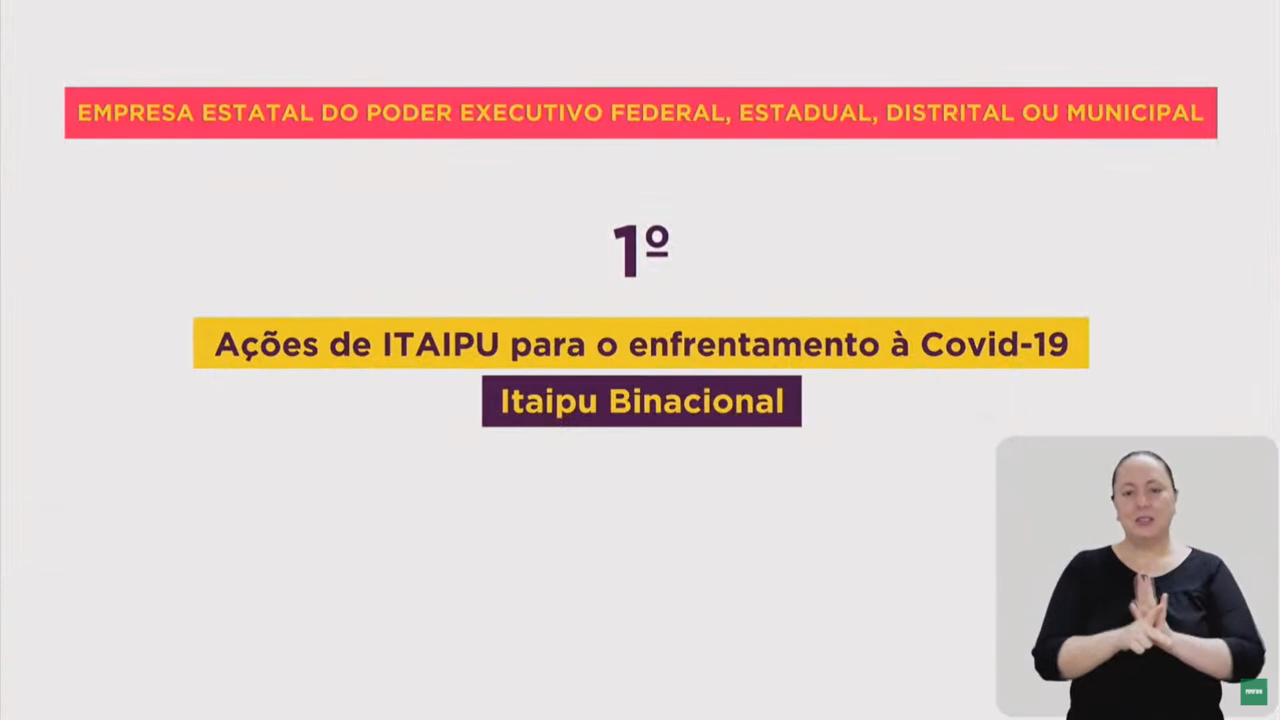 EMPRESA ESTATAL DO PODER EXECUTIVO FEDERAL, ESTADUAL, DISTRITAL OU MUNICIPAL
1º
Ações de ITAIPU para o enfrentamento à Covid-19
Itaipu Binacional